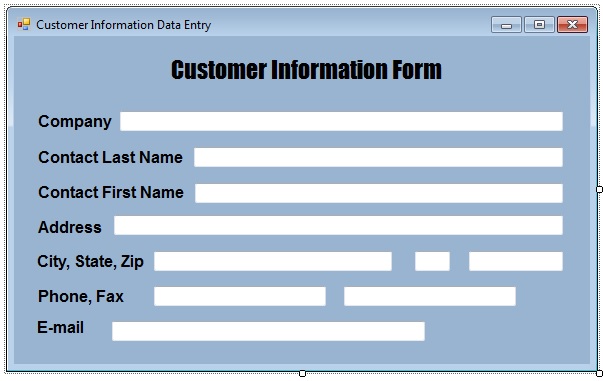 Customer Information Data Entry
Customer Information Form
Company
Contact Last Name
Contact First Name
Address
City, State, Zip
Phone, Fax
E-mail